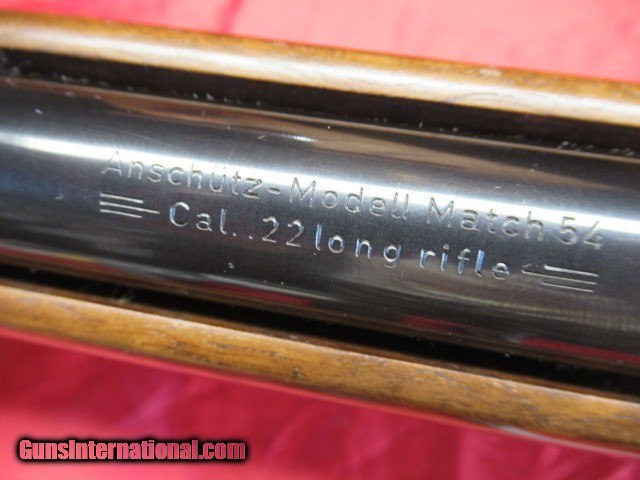 Anschütz-Modell Match 54
Cal..22 long rifle
GunsInternational.com